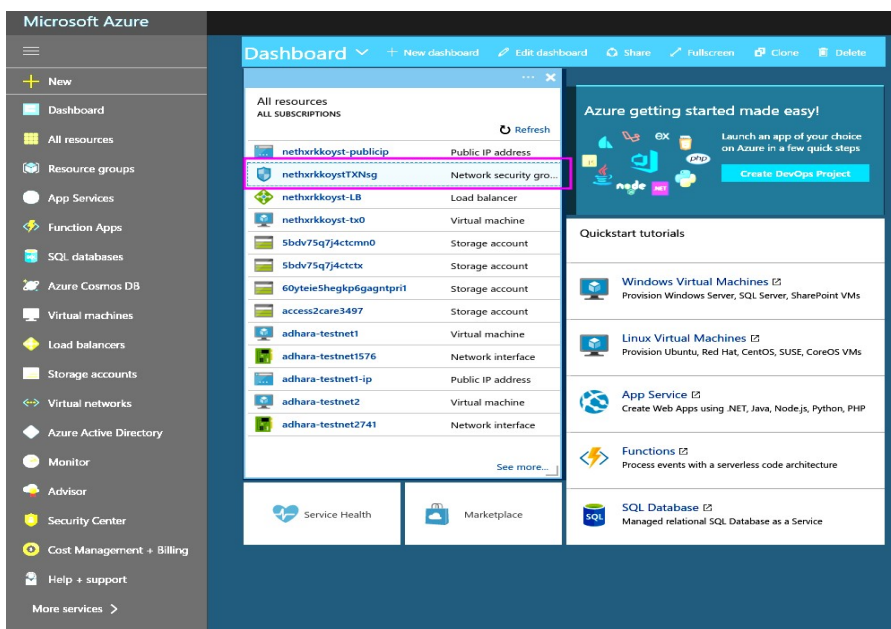 Microsoft Azure
Dashboard
New dashboard
Edit dashboard
Share
Fullscreen
Clone
Delete
New
Dashboard
All resources
Resource groups
App Services
Function Apps
SQL databases
Azure Cosmos DB
Virtual machines
Load balancers
Storage accounts
Virtual networks
Azure Active Directory
Monitor
Advisor
Security Center
Cost Management + Billing
Help + support
More services
All resources
ALL SUBSCRIPTIONS
Refresh
nethxrkkoyst-publicip Public IP address
nethxrkkoystTXNsg Network security gro...
nethxrkkoyst-LB Load balancer
nethxrkkoyst-tx0 Virtual machine
5bdv75q7j4ctcmn0 Storage account
5bdv75q7j4ctctx Storage account
60yteie5hegkp6gagntpri1 Storage account
access2care3497 Storage account
adhara-testnet1 Virtual machine
adhara-testnet1576 Network interface
adhara-testnet1-ip Public IP address
adhara-testnet2 Virtual machine
adhara-testnet2741 Network interface
See more...
Service Health
Marketplace
Azure getting started made easy!
Launch an app of your choice
on Azure in a few quick steps
Create DevOps Project
ex
php
node
.NET
Quickstart tutorials
Windows Virtual Machines
Provision Windows Server, SQL Server, SharePoint VMs
Linux Virtual Machines
Provision Ubuntu, Red Hat, CentOS, SUSE, CoreOS VMs
App Service
Create Web Apps using .NET, Java, Node.js, Python, PHP
Functions
Process events with a serverless code architecture
SQL
SQL Database
Managed relational SQL Database as a Service